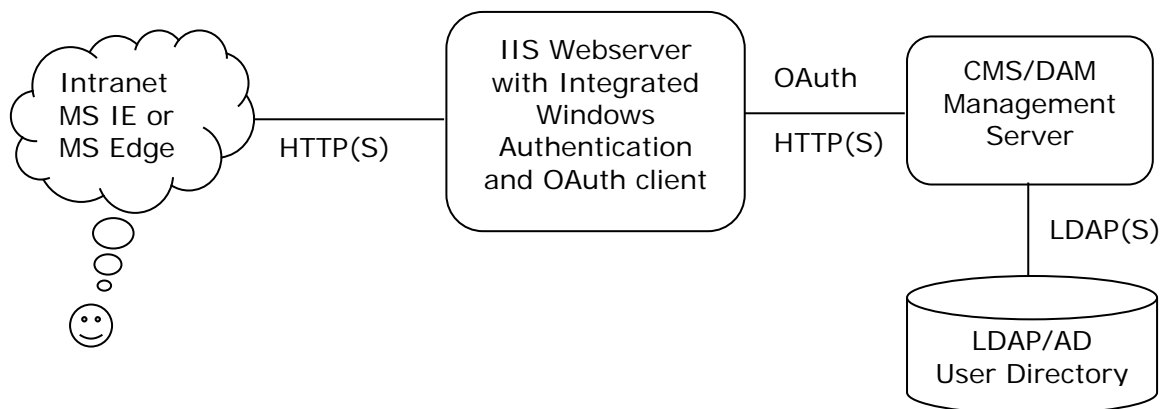 Intranet
MS IE or
MS Edge
HTTP(S)
IIS Webserver
with Integrated
Windows
Authentication
and OAuth client
OAuth
HTTP(S)
CMS/DAM
Management
Server
LDAP(S)
LDAP/AD
User Directory